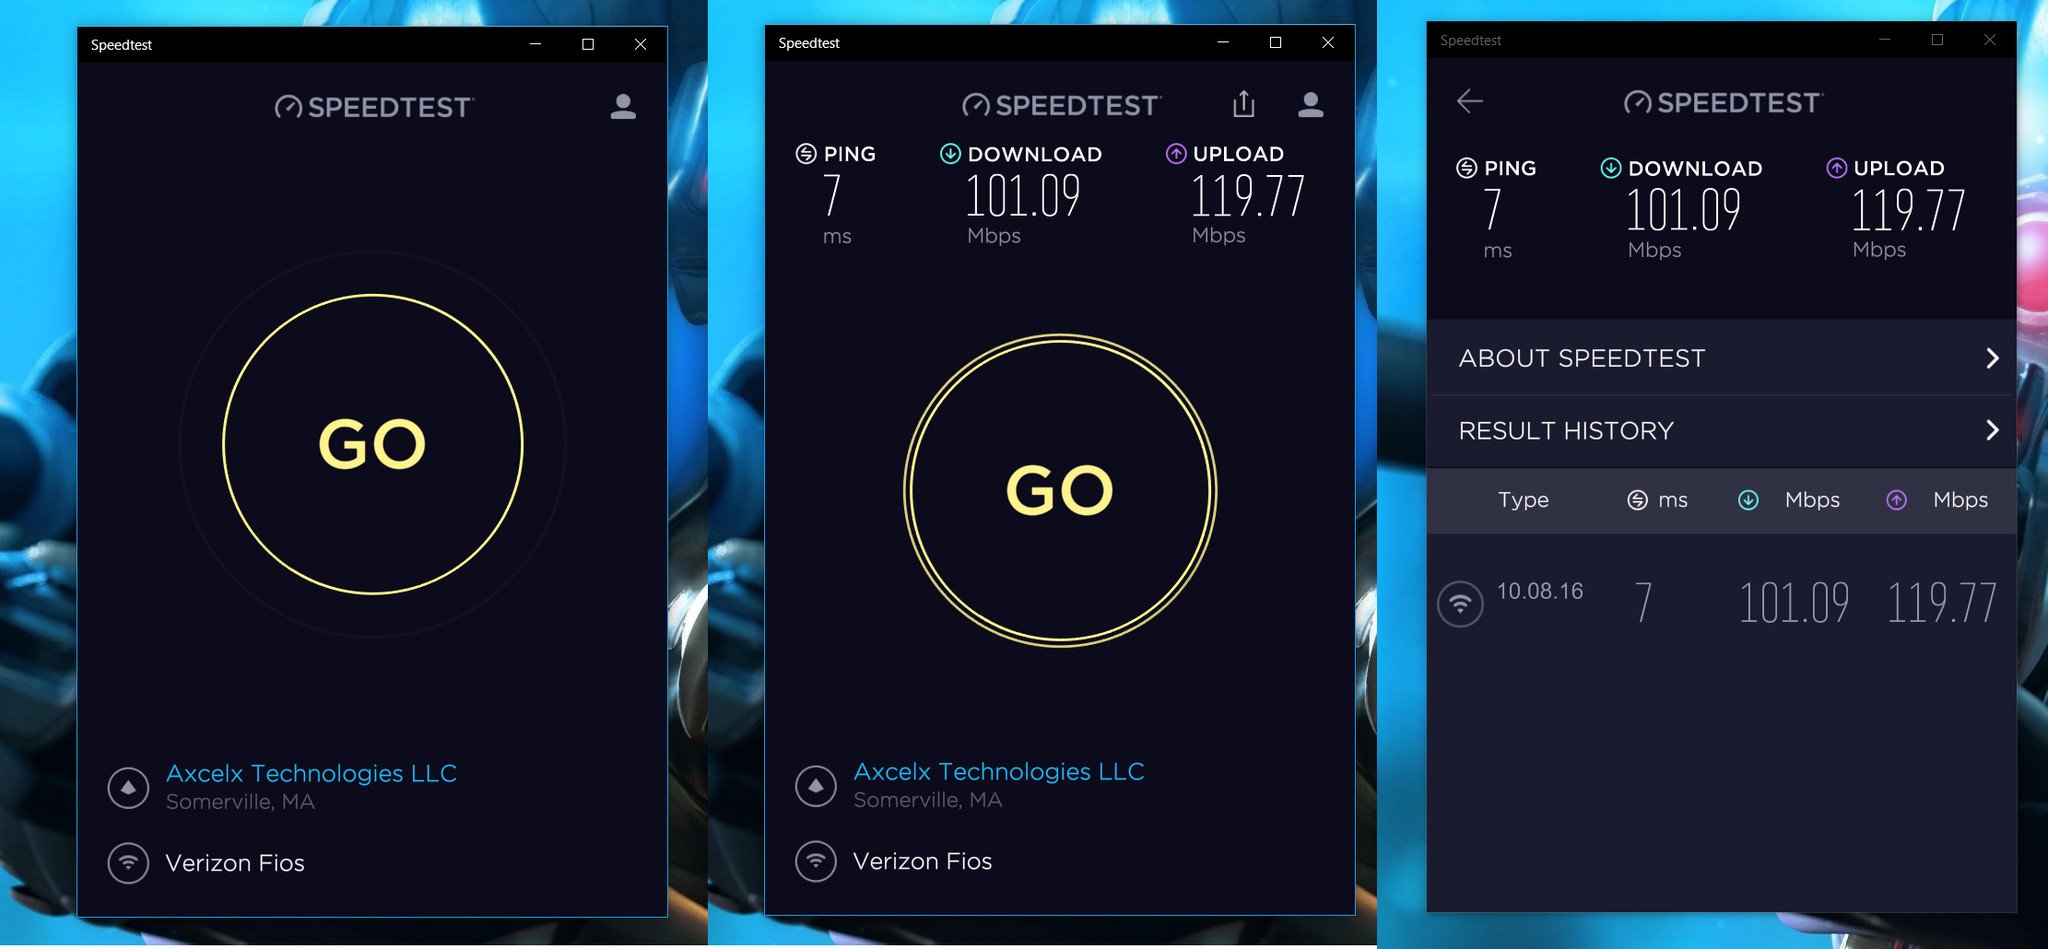 Speedtest
SPEEDTEST
GO
Axcelx Technologies LLC
Somerville, MA
Verizon Fios
Speedtest
SPEEDTEST
PING DOWNLOAD UPLOAD
7 101.09 119.77
ms Mbps Mbps
GO
Axcelx Technologies LLC
Somerville, MA
Verizon Fios
Speedtest
SPEEDTEST
PING DOWNLOAD UPLOAD
7 101.09 119.77
ms Mbps Mbps
ABOUT SPEEDTEST
RESULT HISTORY
Type ms Mbps Mbps
10.08.16 7 101.09 119.77